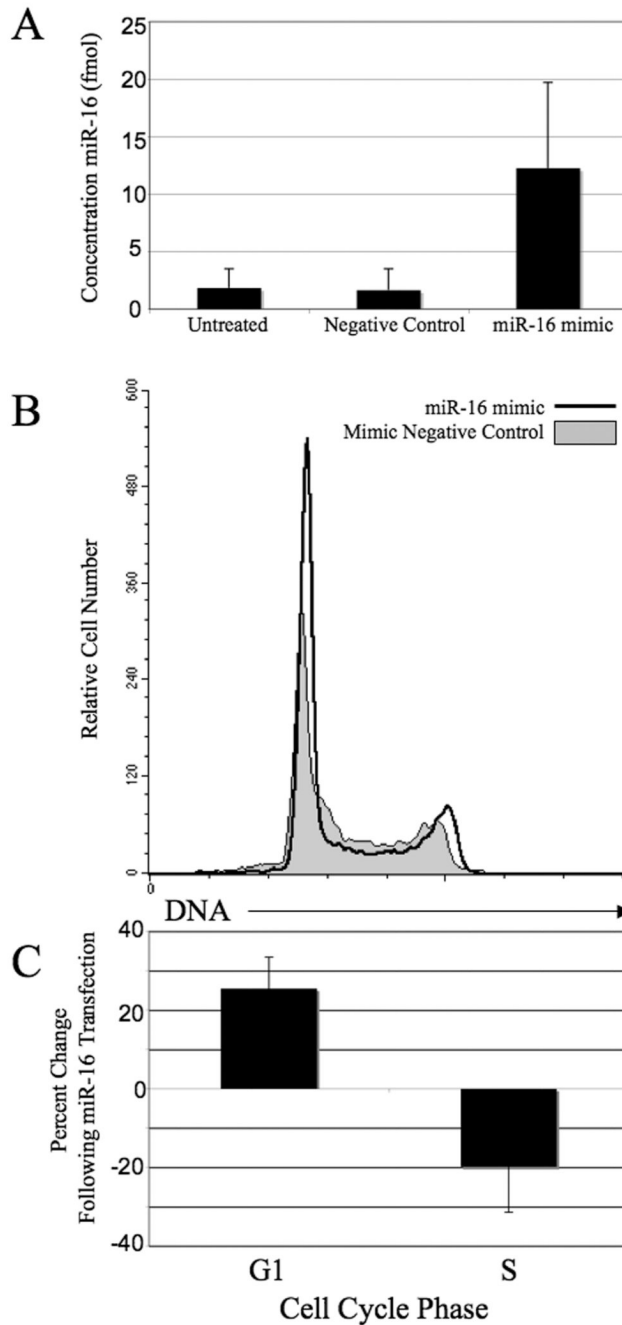 A
Concentration miR-16 (fmol)
25
20
15
10
5
0
Untreated
Negative Control
miR-16 mimic
B
Relative Cell Number
600
480
360
240
120
0
miR-16 mimic
Mimic Negative Control
0
DNA
C
Percent Change
Following miR-16 Transfection
40
20
0
-20
-40
G1
S
Cell Cycle Phase